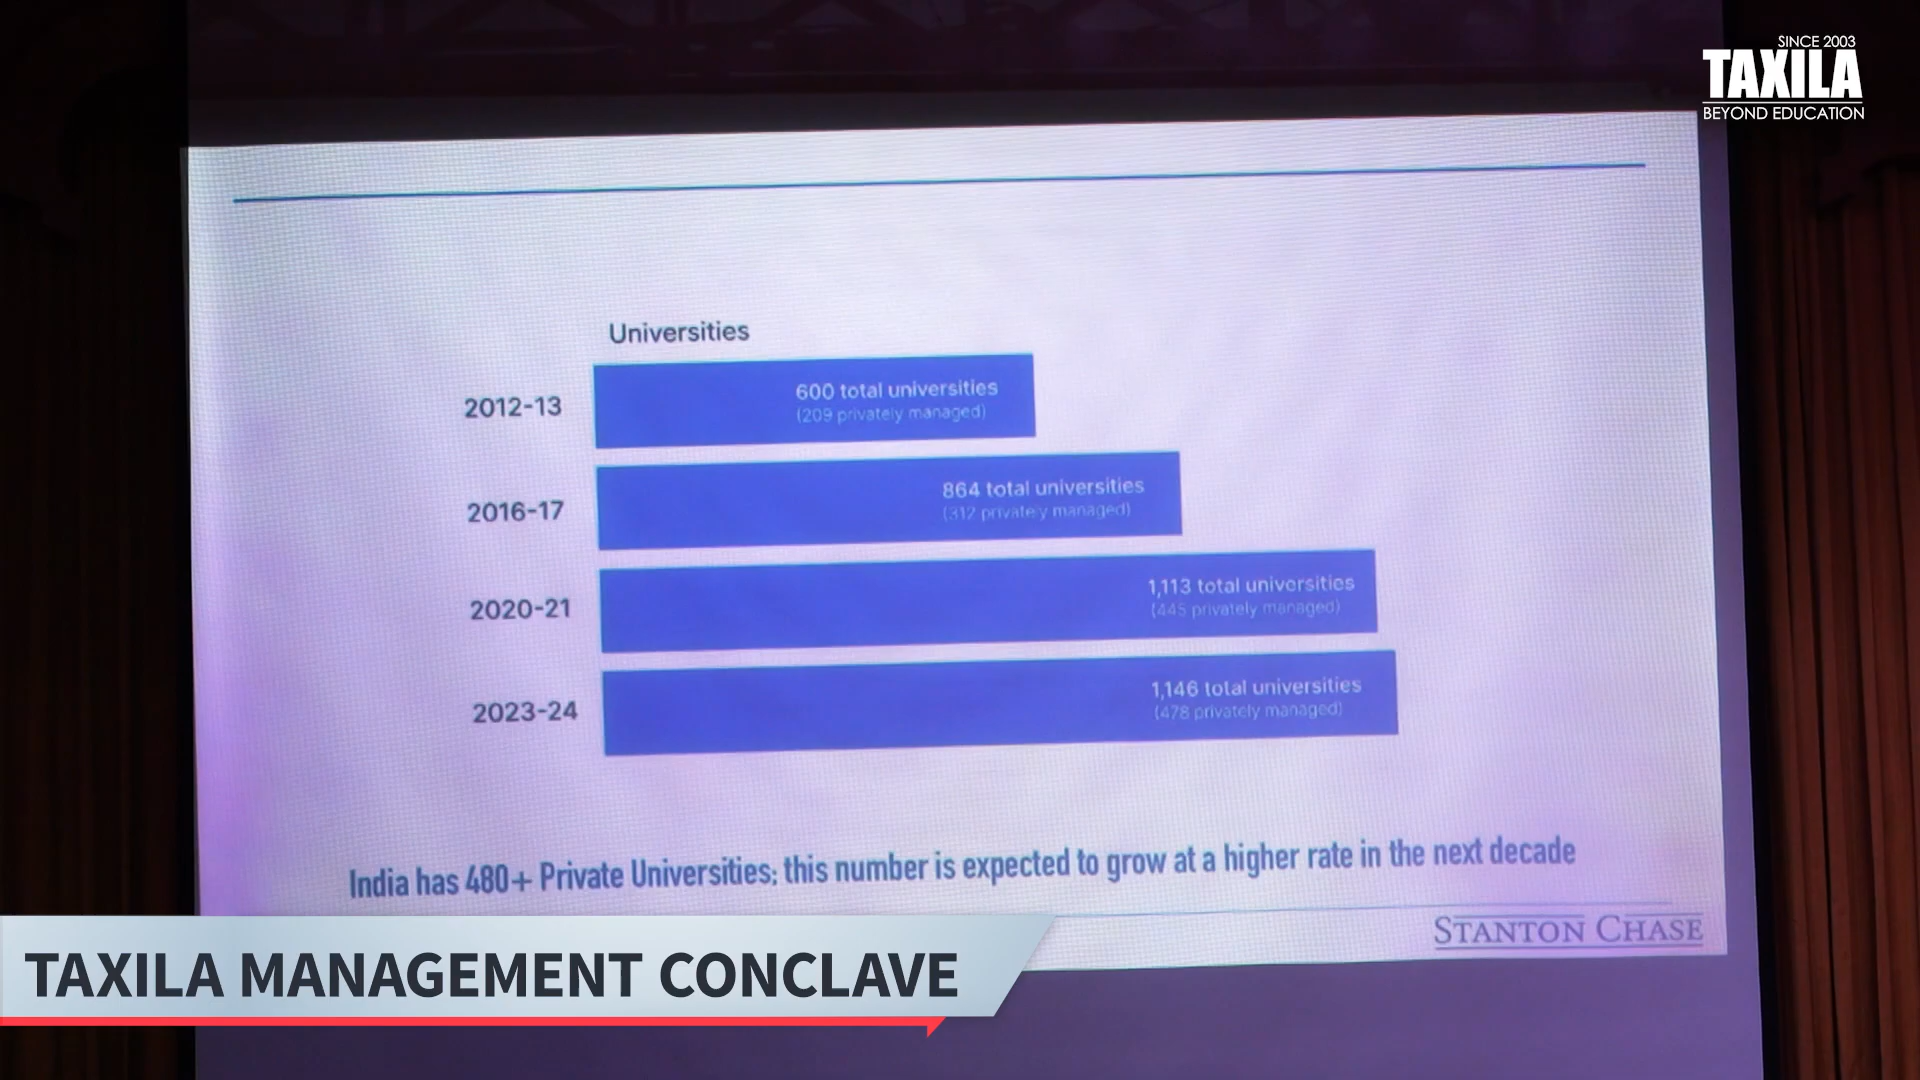 SINCE 2003
TAXILA
BEYOND EDUCATION
Universities
2012-13
600 total universities
(209 privately managed)
2016-17
864 total universities
(312 privately managed)
2020-21
1,113 total universities
(445 privately managed)
2023-24
1,146 total universities
(478 privately managed)
India has 480+ Private Universities; this number is expected to grow at a higher rate in the next decade
STANTON CHASE
TAXILA MANAGEMENT CONCLAVE